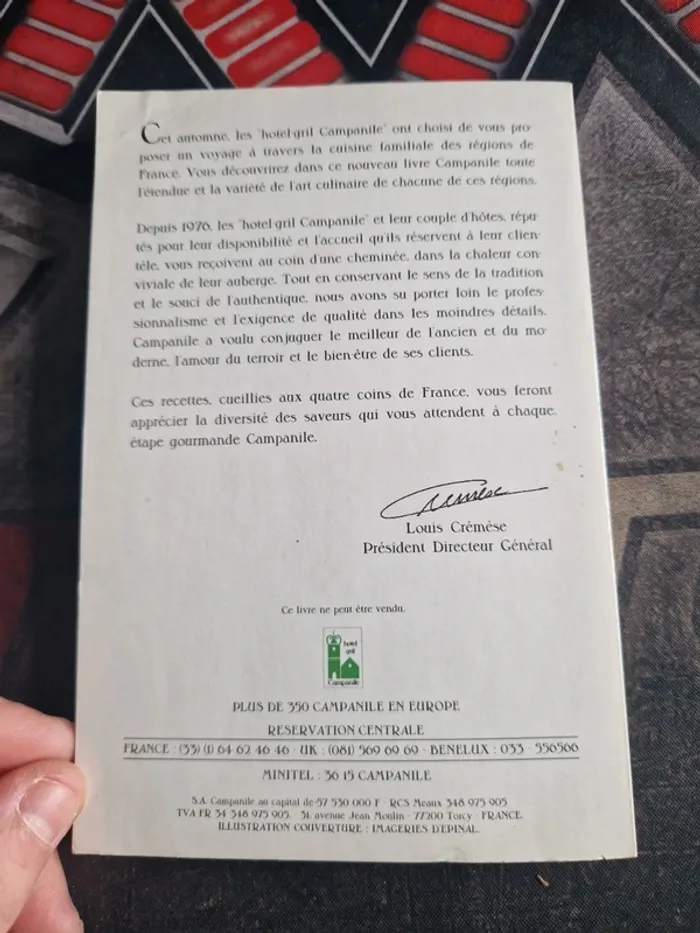 Cet automne, les "hotel-gril Campanile" ont choisi de vous pro-
poser un voyage à travers la cuisine familiale des régions de
France. Vous découvrirez dans ce nouveau livre Campanile toute
l'étendue et la variété de l'art culinaire de chacune de ces régions.
Depuis 1976, les "hotel gril Campanile" et leur couple d'hôtes, répu-
tés pour leur disponibilité et l'accueil qu'ils réservent à leur clien-
tèle, vous reçoivent au coin d'une cheminée, dans la chaleur con-
viviale de leur auberge. Tout en conservant le sens de la tradition
et le souci de l'authentique, nous avons su porter loin le profes-
sionnalisme et l'exigence de qualité dans les moindres détails.
Campanile a voulu conjuguer le meilleur de l'ancien et du mo-
derne, l'amour du terroir et le bien-être de ses clients.
Ces recettes, cueillies aux quatre coins de France, vous feront
apprécier la diversité des saveurs qui vous attendent à chaque
étape gourmande Campanile.
Crémèse
Louis Crémèse
Président Directeur Général
Ce livre ne peut être vendu.
hotel
gril
Campanile
PLUS DE 350 CAMPANILE EN EUROPE
RESERVATION CENTRALE
FRANCE : (33) (1) 64 62 46 46 - UK : (081) 569 69 69 - BENELUX : 033 - 556566
MINITEL : 36 15 CAMPANILE
S.A. Campanile au capital de 57 530 000 F - RCS Meaux 348 975 905
TVA FR 34 348 975 905. 31, avenue Jean Moulin - 77200 Torcy - FRANCE.
ILLUSTRATION COUVERTURE : IMAGERIES D'EPINAL.